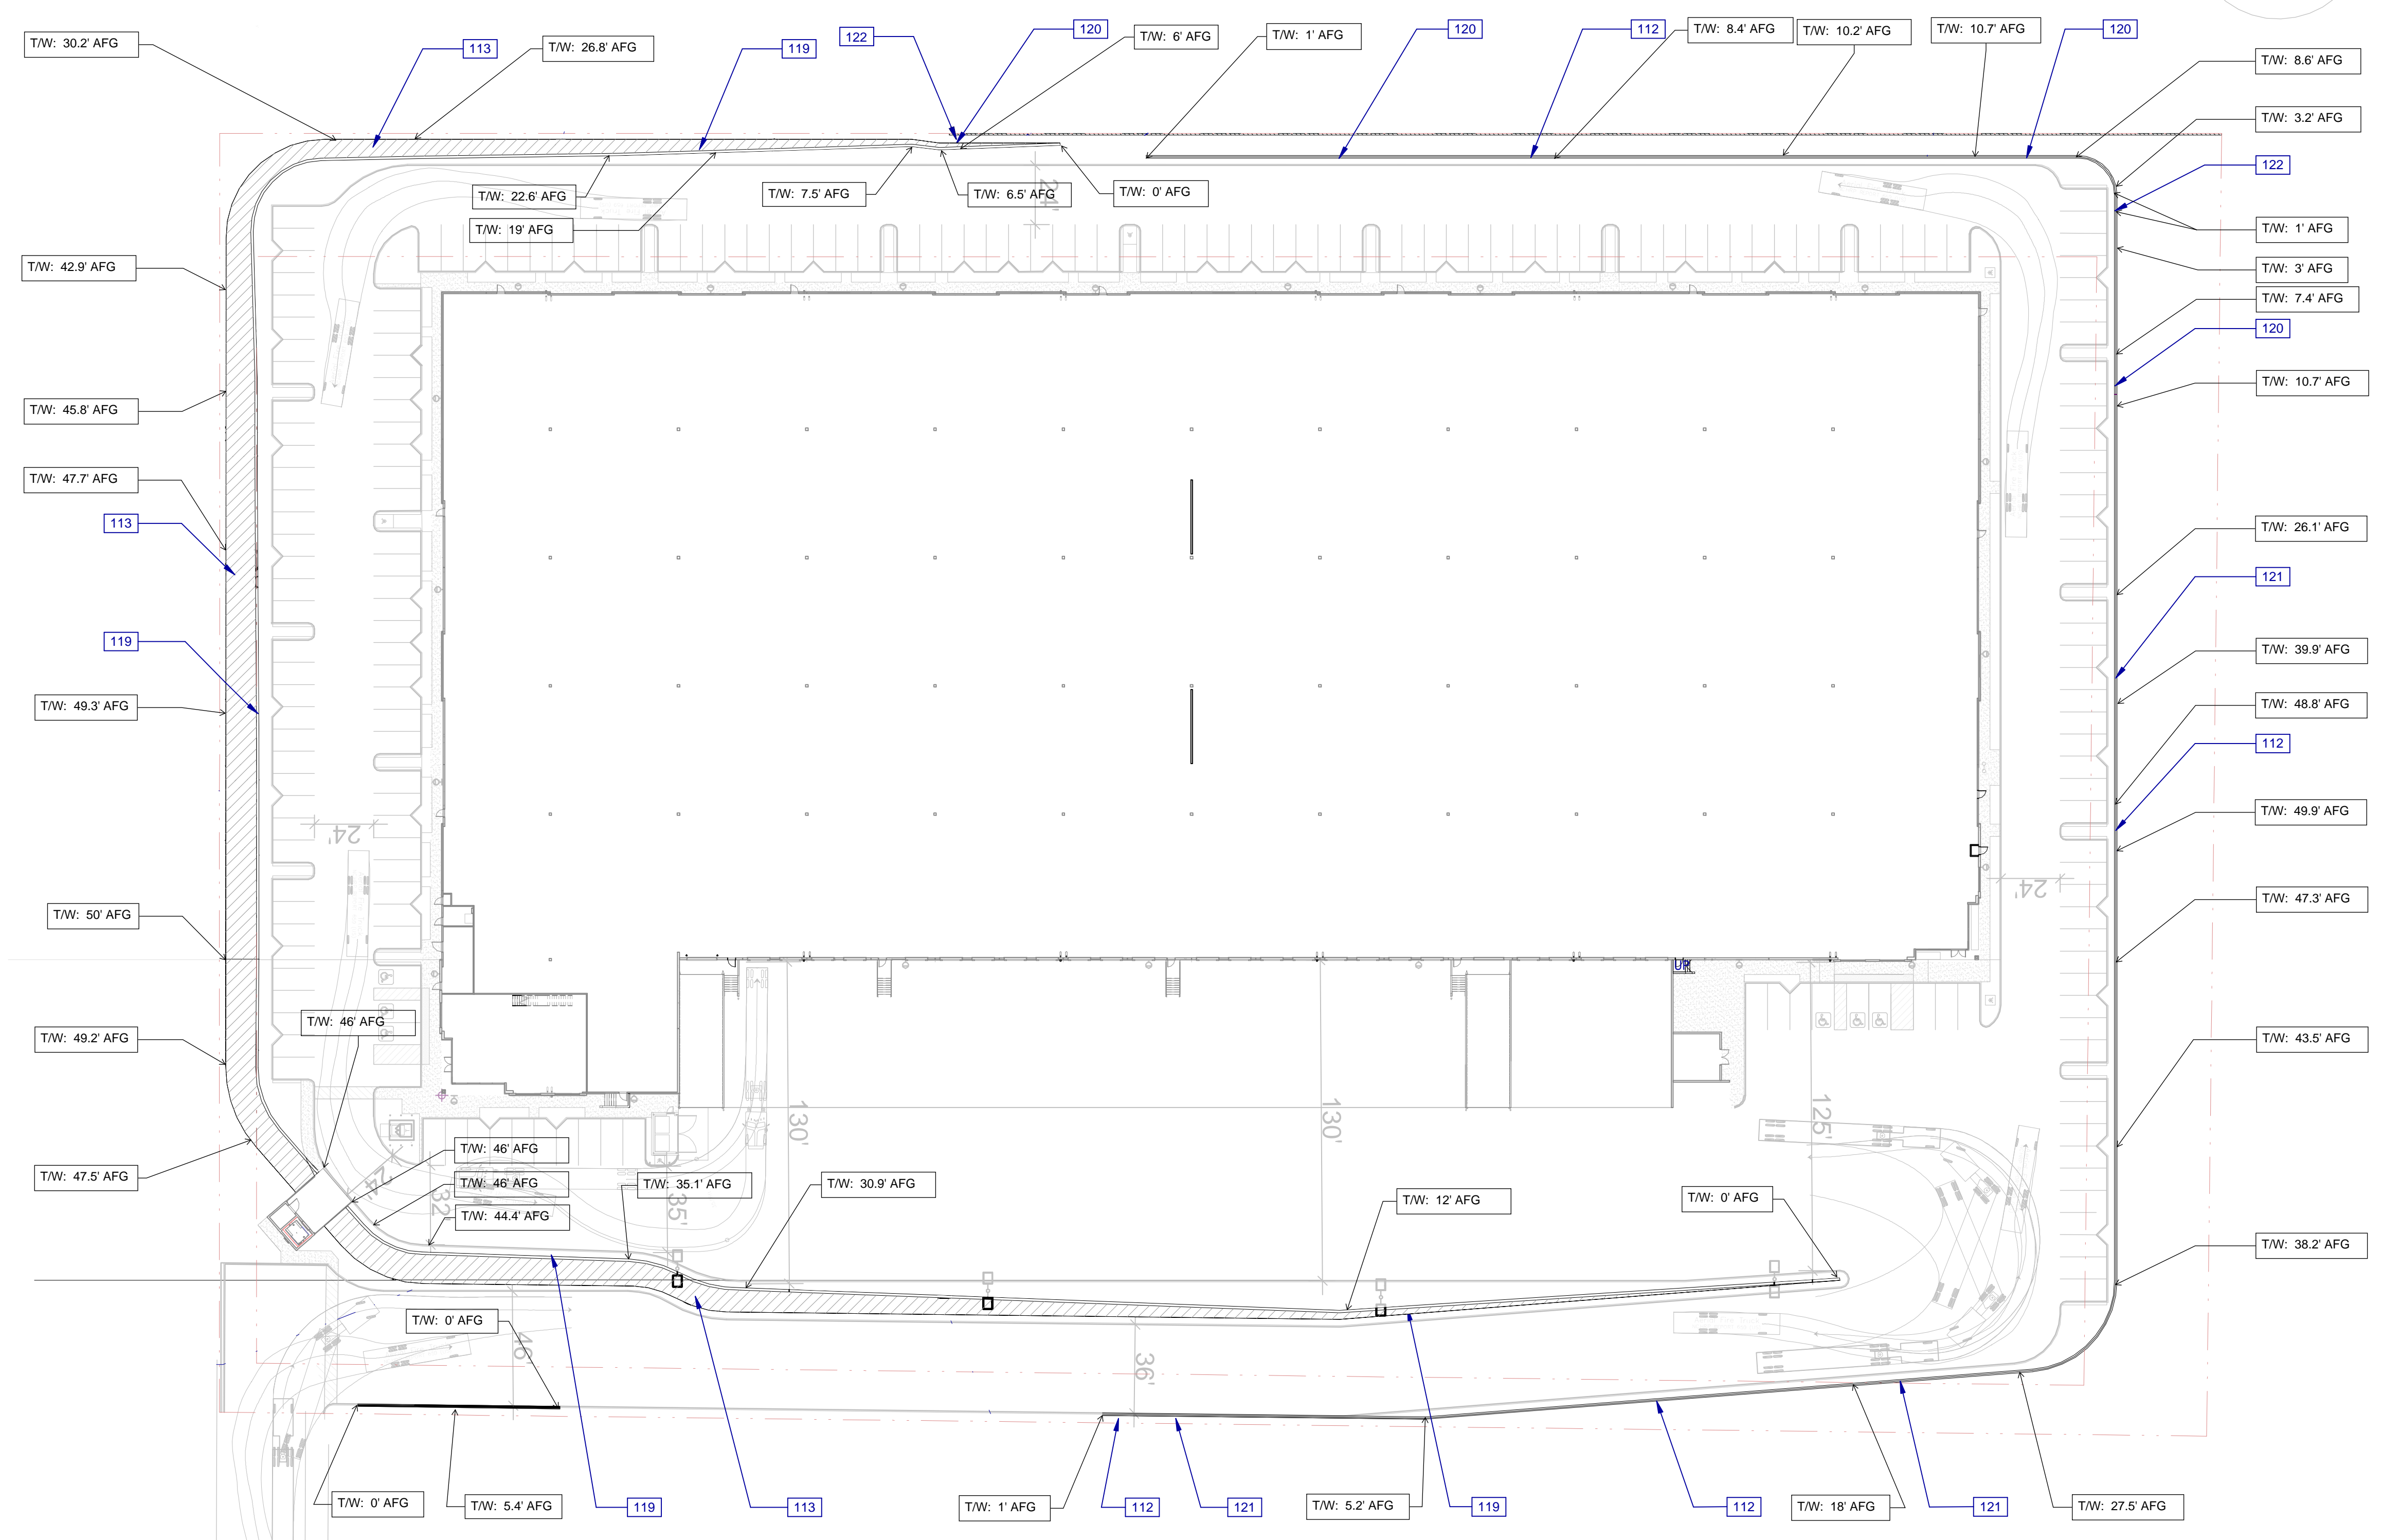 T/W: 30.2' AFG
113
T/W: 26.8' AFG
119
122
120
T/W: 6' AFG
T/W: 1' AFG
120
112
T/W: 8.4' AFG
T/W: 10.2' AFG
T/W: 10.7' AFG
120
T/W: 8.6' AFG
T/W: 3.2' AFG
122
T/W: 22.6' AFG
T/W: 7.5' AFG
T/W: 6.5' AFG
T/W: 0' AFG
24'
T/W: 19' AFG
T/W: 1' AFG
T/W: 42.9' AFG
T/W: 3' AFG
T/W: 7.4' AFG
120
T/W: 45.8' AFG
T/W: 10.7' AFG
T/W: 47.7' AFG
113
T/W: 26.1' AFG
121
119
T/W: 39.9' AFG
T/W: 49.3' AFG
T/W: 48.8' AFG
112
24'
T/W: 49.9' AFG
24'
T/W: 50' AFG
T/W: 47.3' AFG
UP
T/W: 46' AFG
T/W: 49.2' AFG
T/W: 43.5' AFG
130'
130'
125'
T/W: 46' AFG
T/W: 47.5' AFG
24'
T/W: 46' AFG
T/W: 35.1' AFG
T/W: 30.9' AFG
T/W: 12' AFG
T/W: 0' AFG
32'
35'
T/W: 44.4' AFG
T/W: 38.2' AFG
T/W: 0' AFG
46'
36'
T/W: 0' AFG
T/W: 5.4' AFG
119
113
T/W: 1' AFG
112
121
T/W: 5.2' AFG
119
112
T/W: 18' AFG
121
T/W: 27.5' AFG